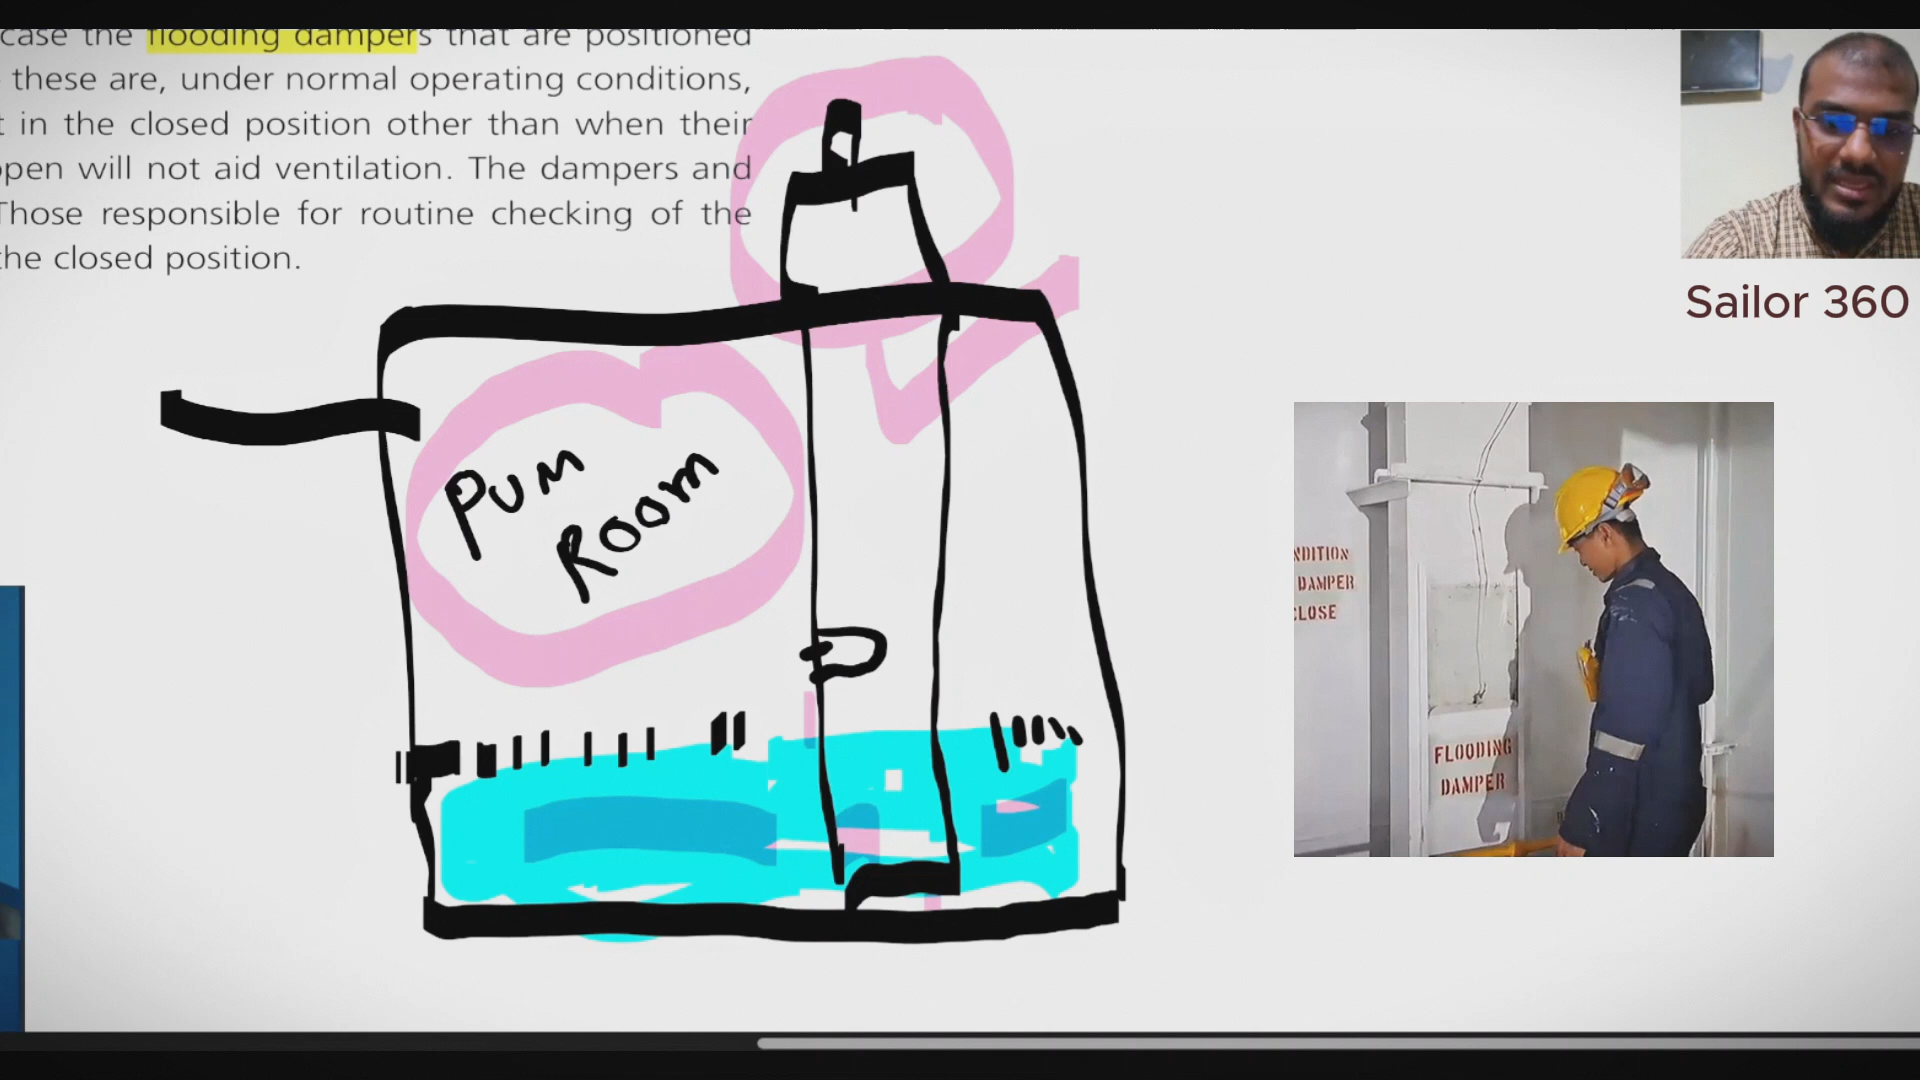 case the flooding dampers that are positioned
these are, under normal operating conditions,
in the closed position other than when their
open will not aid ventilation. The dampers and
Those responsible for routine checking of the
the closed position.
Sailor 360
PUM
ROOM
NDITION
DAMPER
CLOSE
FLOODING
DAMPER